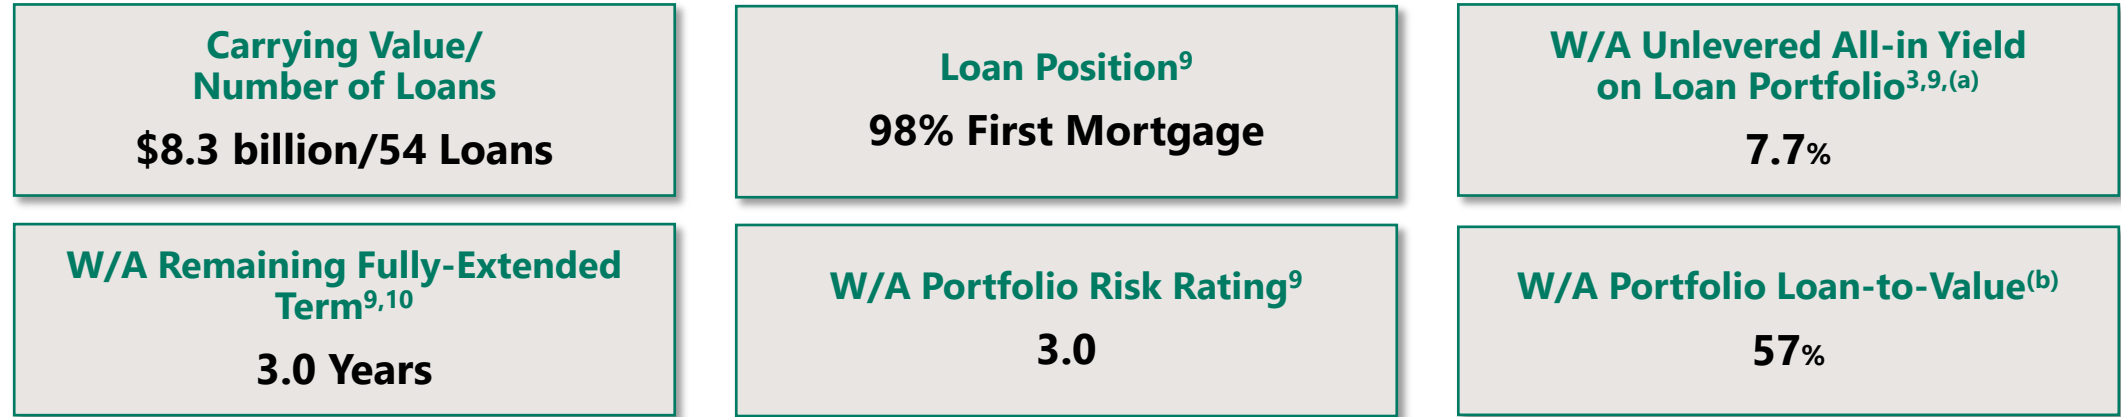 Carrying Value/
Number of Loans
$8.3 billion/54 Loans
Loan Position9
98% First Mortgage
W/A Unlevered All-in Yield
on Loan Portfolio3,9,(a)
7.7%
W/A Remaining Fully-Extended
Term9,10
3.0 Years
W/A Portfolio Risk Rating9
3.0
W/A Portfolio Loan-to-Value(b)
57%